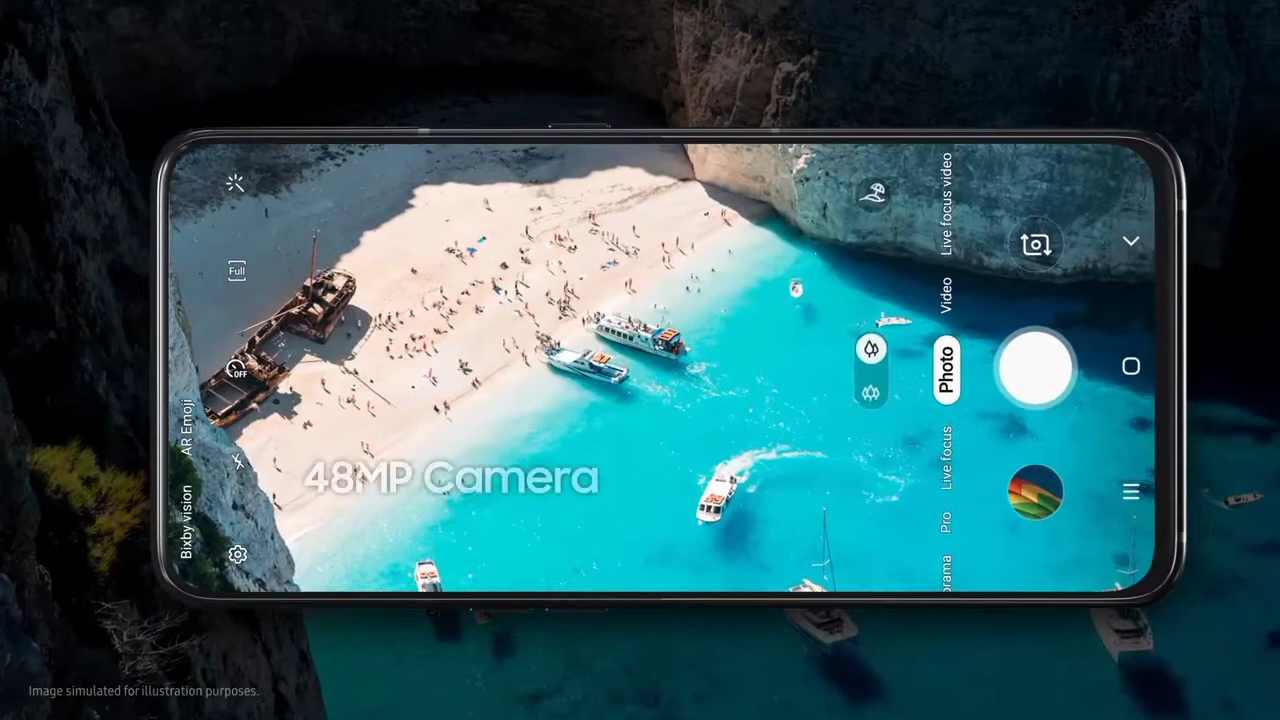 Full
OFF
AR Emoji
Bixby vision
48MP Camera
Live focus video
Video
Photo
Live focus
Pro
orama
Image simulated for illustration purposes.